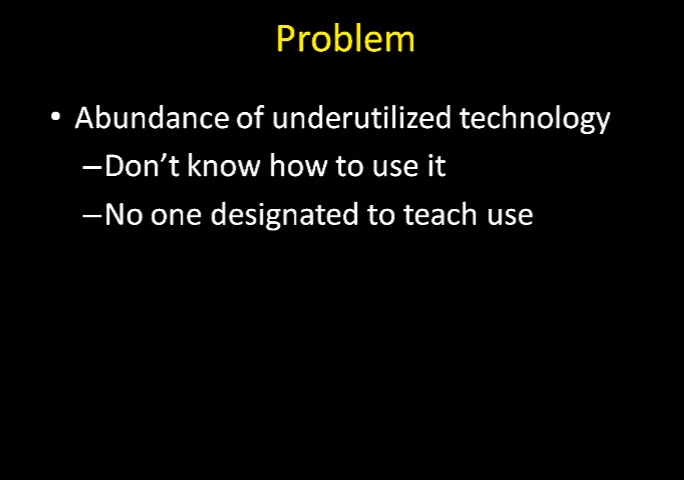 Problem
• Abundance of underutilized technology
–Don't know how to use it
–No one designated to teach use